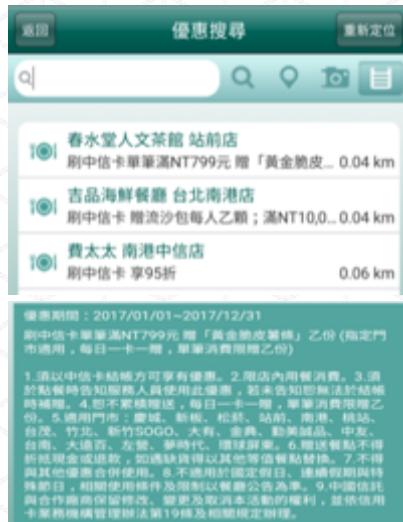 返回 優惠搜尋 重新定位
春水堂人文茶館 站前店
刷中信卡單筆滿NT799元 贈「黃金脆皮... 0.04 km
吉品海鮮餐廳 台北南港店
刷中信卡 贈流沙包每人乙顆；滿NT10,0... 0.04 km
費太太 南港中信店
刷中信卡 享95折 0.06 km
優惠期間：2017/01/01~2017/12/31
刷中信卡單筆滿NT799元 贈「黃金脆皮薯條」乙份 (指定門
市適用，每日一卡一贈，單筆消費限贈乙份)
1.須以中信卡結帳方可享有優惠。2.限店內用餐消費。3.須
於點餐時告知服務人員使用此優惠，若未告知恕無法於結帳
時補贈。4.恕不累積贈送，每日一卡一贈，單筆消費限贈乙
份。5.適用門市：慶城、新板、松菸、站前、南港、桃站、
台茂、竹北、新竹SOGO、大有、金典、勤美誠品、中友、
台南、大遠百、左營、夢時代、環球屏東。6.贈送餐點不得
折抵現金或退款，如遇缺貨得以其他等值餐點替換。7.不得
與其他優惠合併使用。8.不適用於國定假日、連續假期與特
殊節日，相關使用條件及限制以餐廳公告為準。9.中國信託
與合作廠商保留修改、變更及取消本活動的權利，並依信用
卡業務機構管理辦法第19條及相關規定辦理。